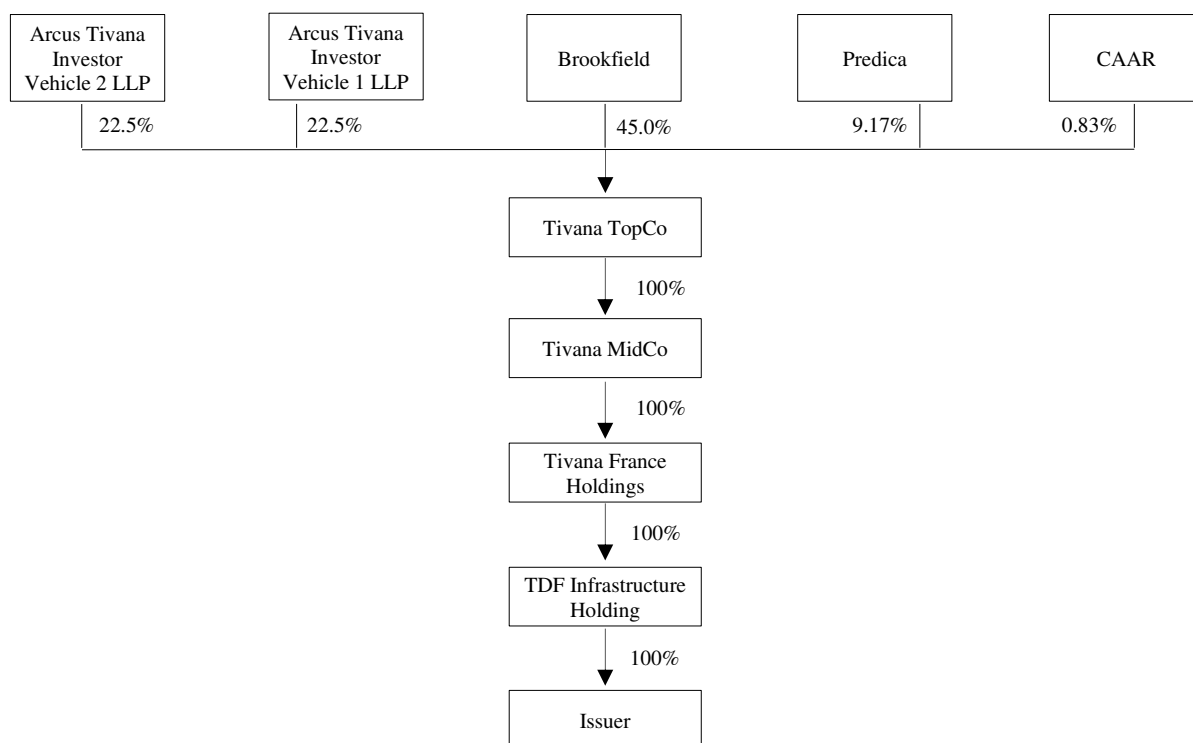 Arcus Tivana
Investor
Vehicle 2 LLP
Arcus Tivana
Investor
Vehicle 1 LLP
Brookfield
Predica
CAAR
22.5%
22.5%
45.0%
9.17%
0.83%
Tivana TopCo
100%
Tivana MidCo
100%
Tivana France
Holdings
100%
TDF Infrastructure
Holding
100%
Issuer